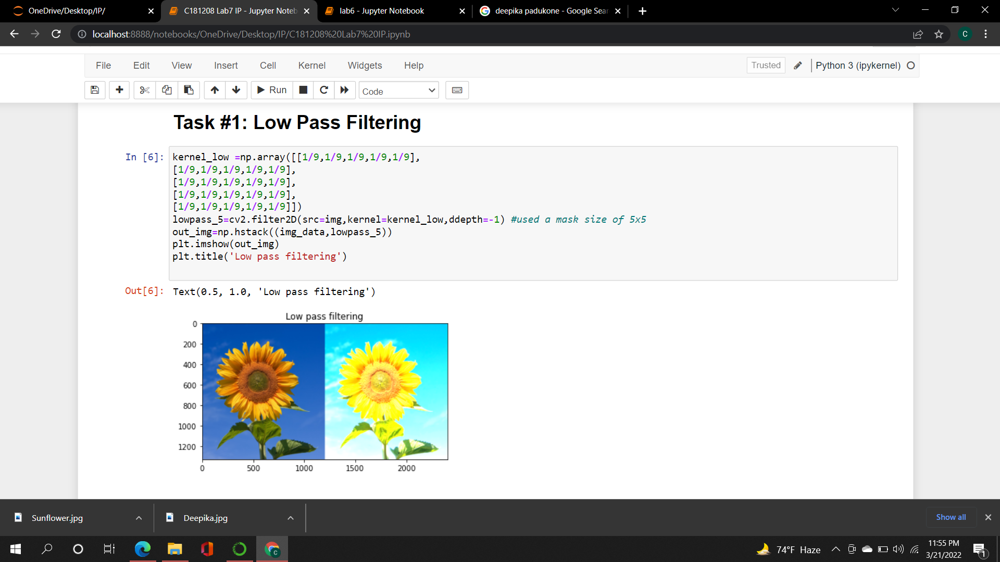 OneDrive/Desktop/IP/
C181208 Lab7 IP - Jupyter Noteb
lab6 - Jupyter Notebook
deepika padukone - Google Sear
localhost:8888/notebooks/OneDrive/Desktop/IP/C181208%20Lab7%20IP.ipynb
C
File Edit View Insert Cell Kernel Widgets Help
Trusted
Python 3 (ipykernel)
Run
Code
Task #1: Low Pass Filtering
In [6]:
kernel_low =np.array([[1/9,1/9,1/9,1/9,1/9],
[1/9,1/9,1/9,1/9,1/9],
[1/9,1/9,1/9,1/9,1/9],
[1/9,1/9,1/9,1/9,1/9],
[1/9,1/9,1/9,1/9,1/9]])
lowpass_5=cv2.filter2D(src=img,kernel=kernel_low,ddepth=-1) #used a mask size of 5x5
out_img=np.hstack((img_data,lowpass_5))
plt.imshow(out_img)
plt.title('Low pass filtering')
Out[6]: Text(0.5, 1.0, 'Low pass filtering')
Low pass filtering
0
200
400
600
800
1000
1200
0 500 1000 1500 2000
Sunflower.jpg
Deepika.jpg
Show all
C
74°F Haze
11:55 PM
3/21/2022
1